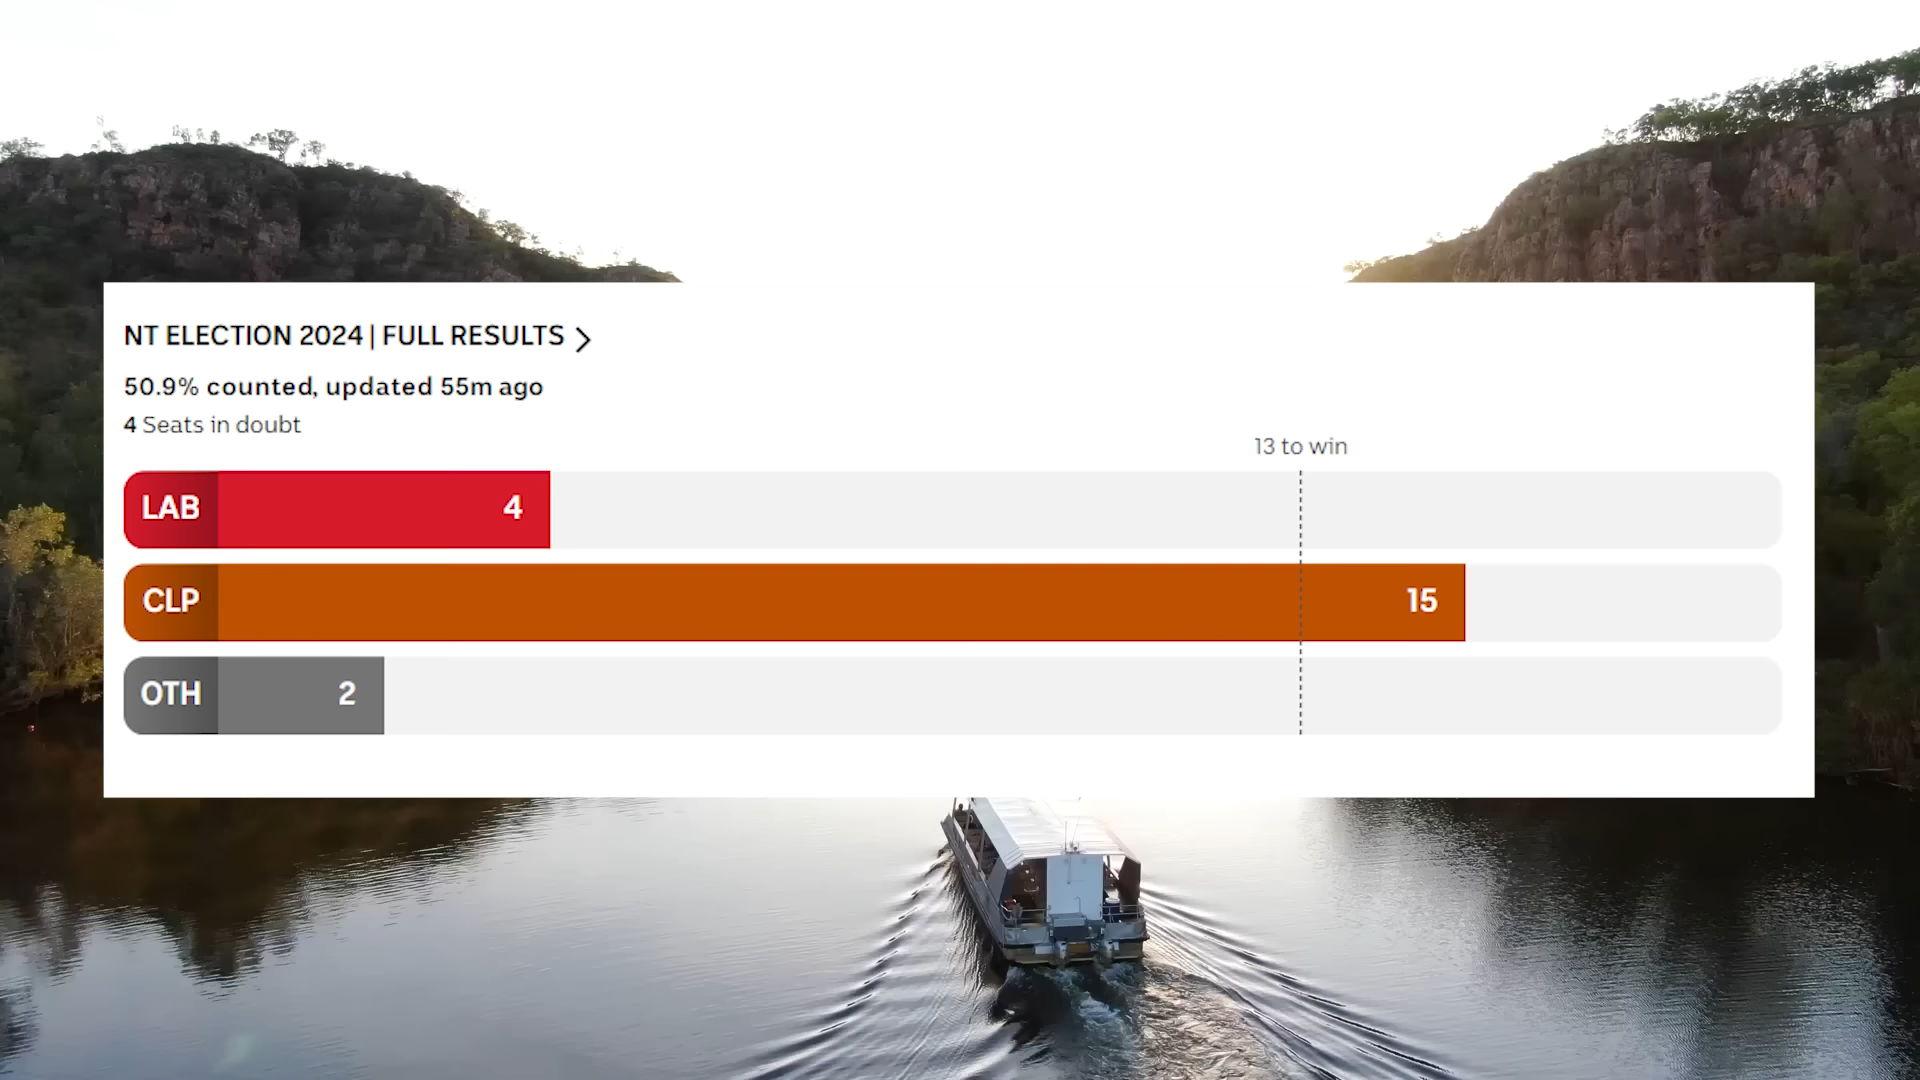 NT ELECTION 2024 | FULL RESULTS
50.9% counted, updated 55m ago
4 Seats in doubt
13 to win
LAB 4
CLP 15
OTH 2